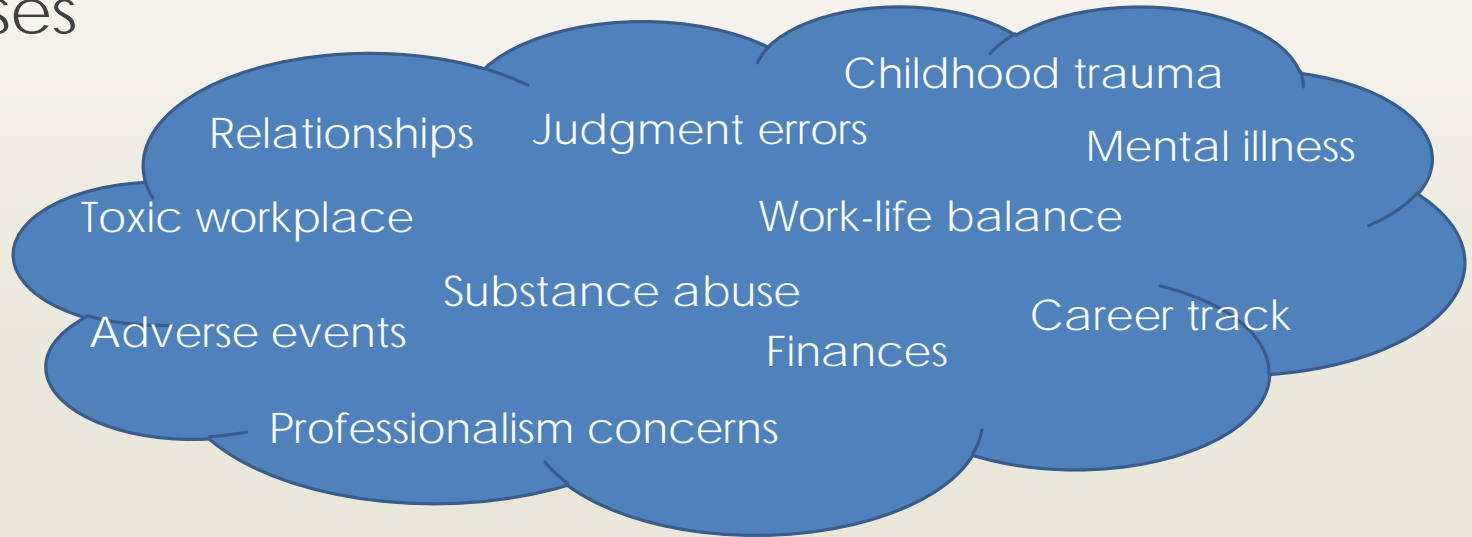 Childhood trauma
Relationships
Judgment errors
Mental illness
Toxic workplace
Work-life balance
Substance abuse
Career track
Adverse events
Finances
Professionalism concerns